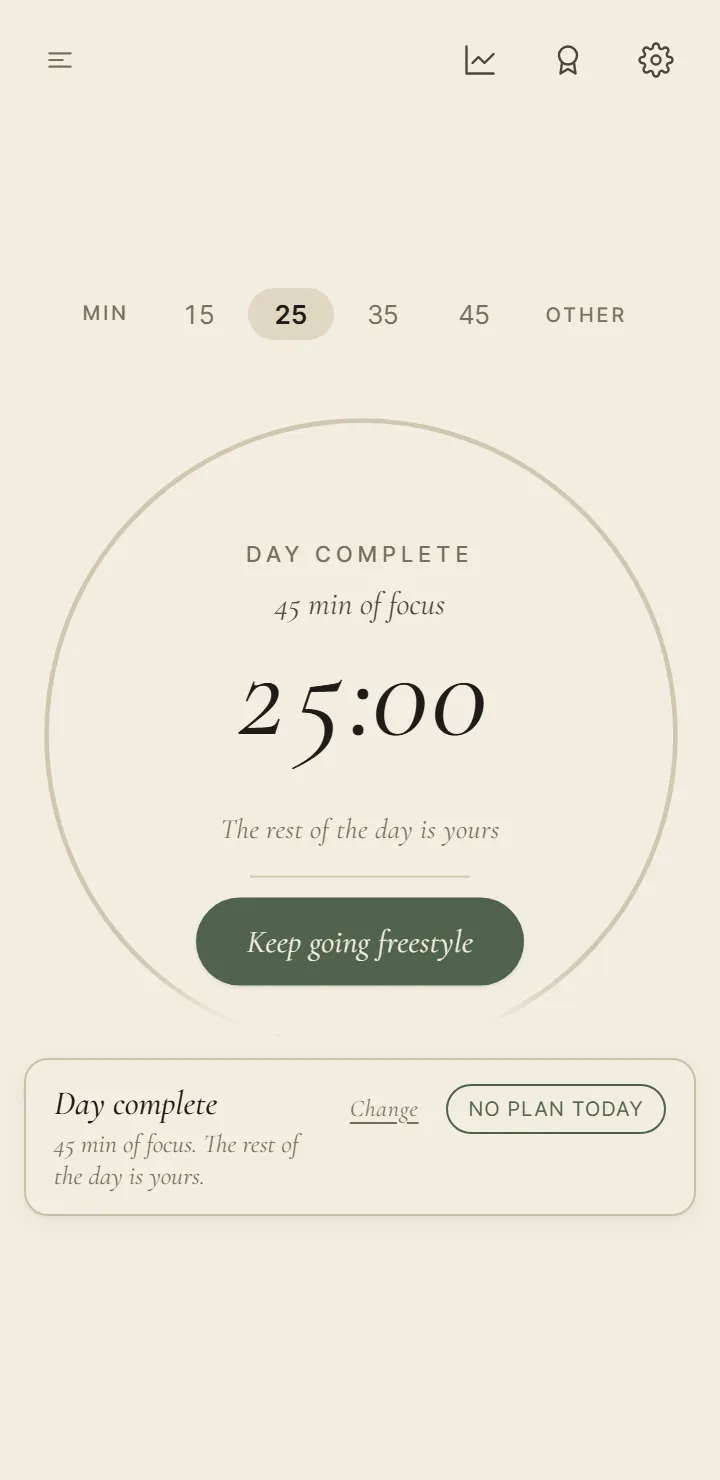 MIN 15 25 35 45 OTHER
DAY COMPLETE
45 min of focus
25:00
The rest of the day is yours
Keep going freestyle
Day complete
45 min of focus. The rest of
the day is yours.
Change
NO PLAN TODAY